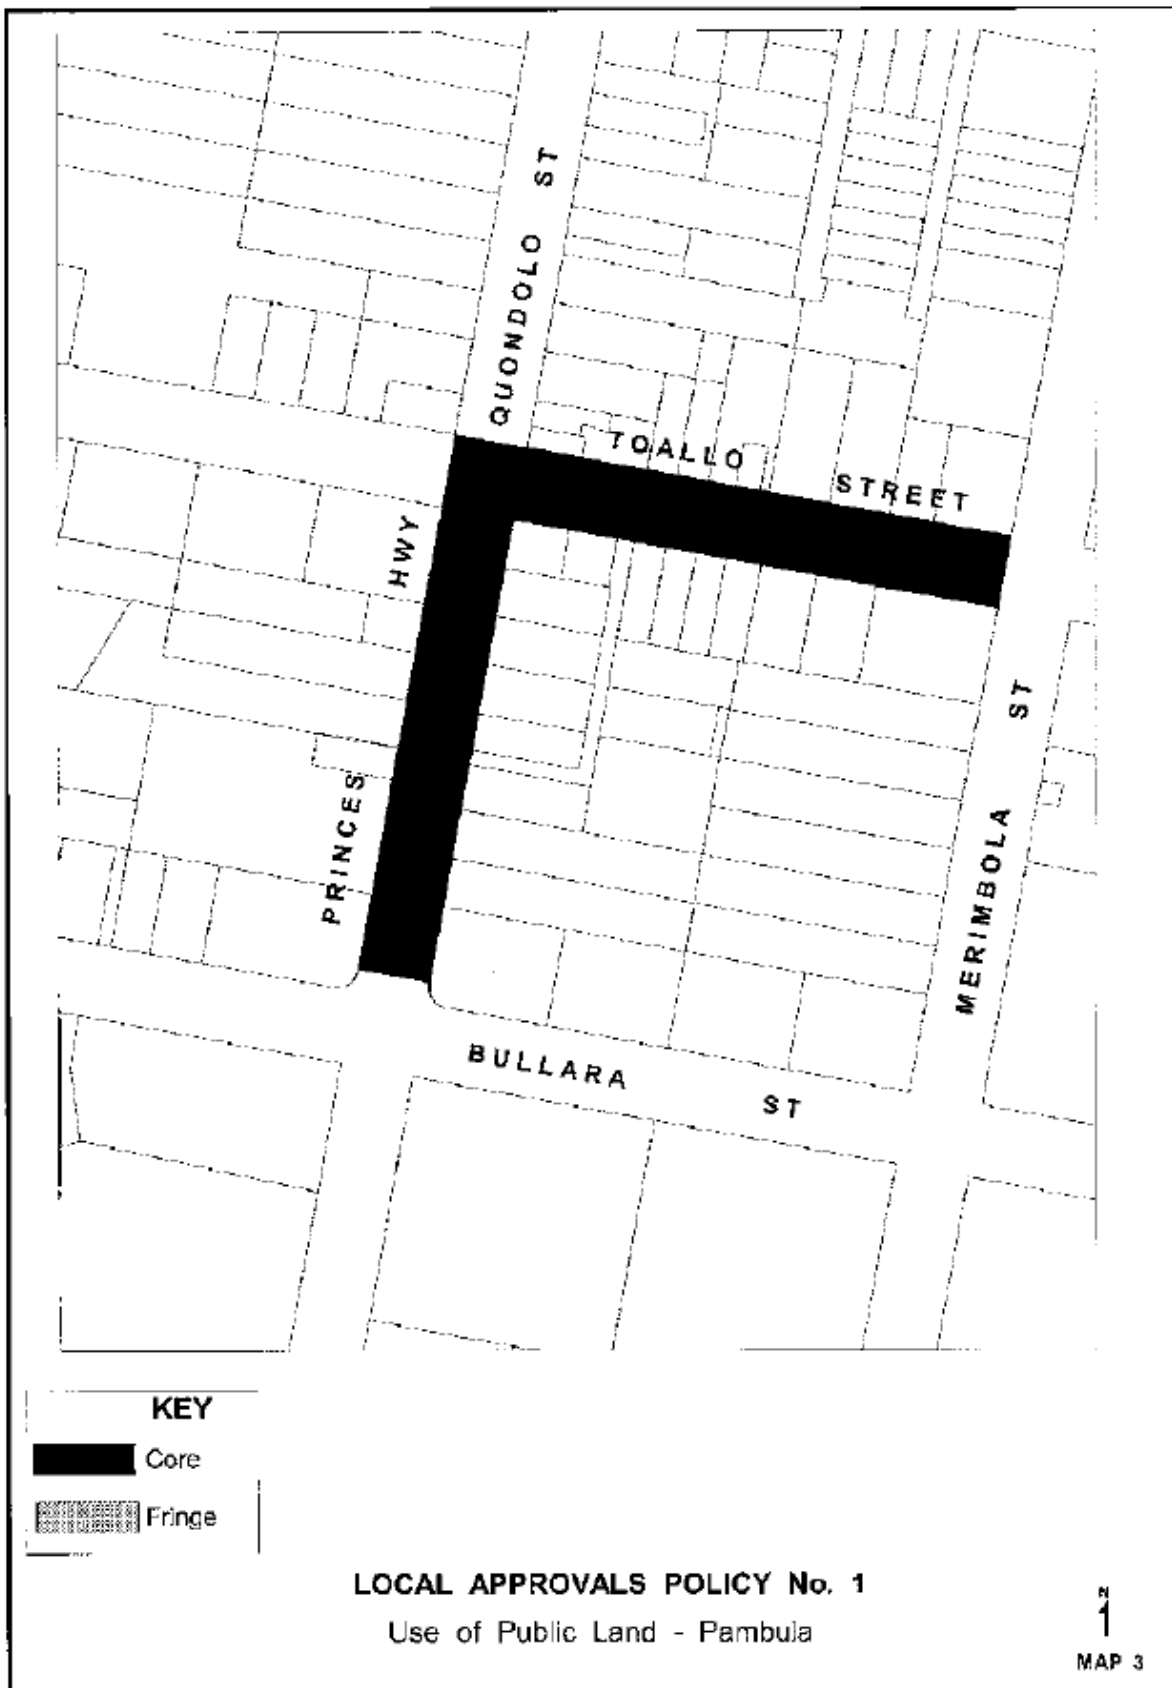 QUONDOLO ST
TOALLO STREET
PRINCES HWY
MERIMBOLA ST
BULLARA ST
KEY
Core
Fringe
LOCAL APPROVALS POLICY No. 1
Use of Public Land - Pambula
N
MAP 3